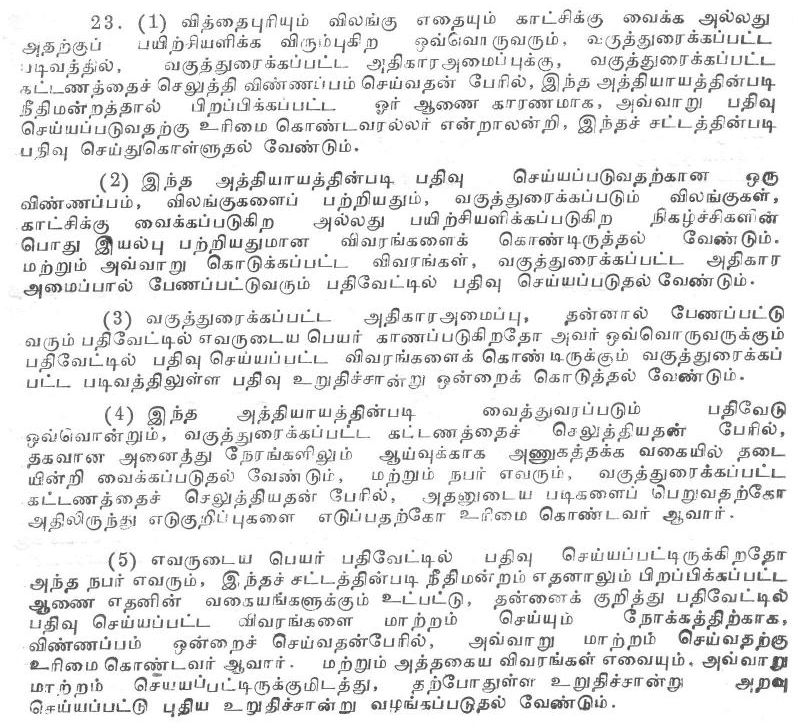 23. (1) வித்தைபுரியும் விலங்கு எதையும் காட்சிக்கு வைக்க அல்லது
அதற்குப் பயிற்சியளிக்க விரும்புகிற ஒவ்வொருவரும், வகுத்துரைக்கப்பட்ட
படிவத்தில், வகுத்துரைக்கப்பட்ட அதிகாரஅமைப்புக்கு, வகுத்துரைக்கப்பட்ட
கட்டணத்தைச் செலுத்தி விண்ணப்பம் செய்வதன் பேரில், இந்த அத்தியாயத்தின்படி
நீதிமன்றத்தால் பிறப்பிக்கப்பட்ட ஓர் ஆணை காரணமாக, அவ்வாறு பதிவு
செய்யப்படுவதற்கு உரிமை கொண்டவரல்லர் என்றாலன்றி, இந்தச் சட்டத்தின்படி
பதிவு செய்துகொள்ளுதல் வேண்டும்.
(2) இந்த அத்தியாயத்தின்படி பதிவு செய்யப்படுவதற்கான ஒரு
விண்ணப்பம், விலங்குகளைப் பற்றியதும், வகுத்துரைக்கப்படும் விலங்குகள்,
காட்சிக்கு வைக்கப்படுகிற அல்லது பயிற்சியளிக்கப்படுகிற நிகழ்ச்சிகளின்
பொது இயல்பு பற்றியதுமான விவரங்களைக் கொண்டிருத்தல் வேண்டும்.
மற்றும் அவ்வாறு கொடுக்கப்பட்ட விவரங்கள், வகுத்துரைக்கப்பட்ட அதிகார
அமைப்பால் பேணப்பட்டுவரும் பதிவேட்டில் பதிவு செய்யப்படுதல் வேண்டும்.
(3) வகுத்துரைக்கப்பட்ட அதிகாரஅமைப்பு, தன்னால் பேணப்பட்டு
வரும் பதிவேட்டில் எவருடைய பெயர் காணப்படுகிறதோ அவர் ஒவ்வொருவருக்கும்
பதிவேட்டில் பதிவு செய்யப்பட்ட விவரங்களைக் கொண்டிருக்கும் வகுத்துரைக்கப்
பட்ட படிவத்திலுள்ள பதிவு உறுதிச்சான்று ஒன்றைக் கொடுத்தல் வேண்டும்.
(4) இந்த அத்தியாயத்தின்படி வைத்துவரப்படும் பதிவேடு
ஒவ்வொன்றும், வகுத்துரைக்கப்பட்ட கட்டணத்தைச் செலுத்தியதன் பேரில்,
தகவான அனைத்து நேரங்களிலும் ஆய்வுக்காக அணுகத்தக்க வகையில் தடை
யின்றி வைக்கப்படுதல் வேண்டும், மற்றும் நபர் எவரும், வகுத்துரைக்கப்பட்ட
கட்டணத்தைச் செலுத்தியதன் பேரில், அதனுடைய படிகளைப் பெறுவதற்கோ
அதிலிருந்து எடுகுறிப்புகளை எடுப்பதற்கோ உரிமை கொண்டவர் ஆவார்.
(5) எவருடைய பெயர் பதிவேட்டில் பதிவு செய்யப்பட்டிருக்கிறதோ
அந்த நபர் எவரும், இந்தச் சட்டத்தின்படி நீதிமன்றம் எதனாலும் பிறப்பிக்கப்பட்ட
ஆணை எதனின் வகையங்களுக்கும் உட்பட்டு, தன்னைக் குறித்து பதிவேட்டில்
பதிவு செய்யப்பட்ட விவரங்களை மாற்றம் செய்யும் நோக்கத்திற்காக,
விண்ணப்பம் ஒன்றைச் செய்வதன்பேரில், அவ்வாறு மாற்றம் செய்வதற்கு
உரிமை கொண்டவர் ஆவார். மற்றும் அத்தகைய விவரங்கள் எவையும், அவ்வாறு
மாற்றம் செய்யப்பட்டிருக்குமிடத்து, தற்போதுள்ள உறுதிச்சான்று அறவு
செய்யப்பட்டு புதிய உறுதிச்சான்று வழங்கப்படுதல் வேண்டும்.